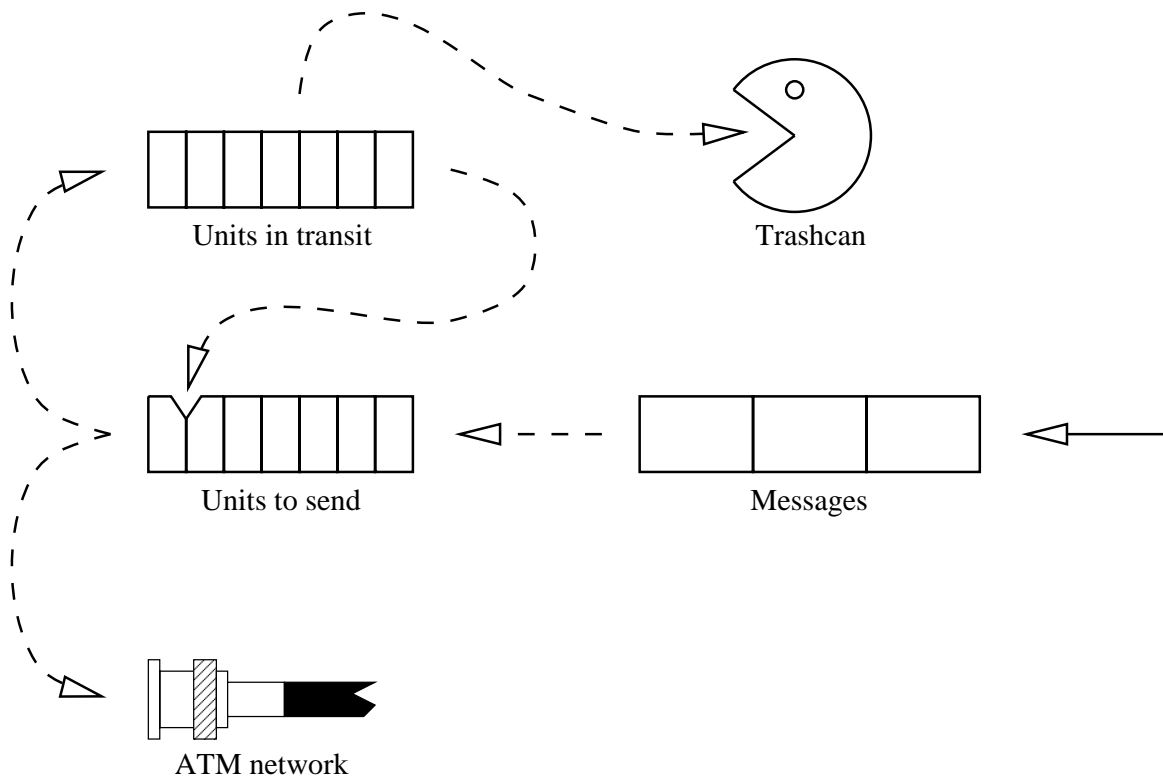 Units in transit
Trashcan
Units to send
Messages
ATM network